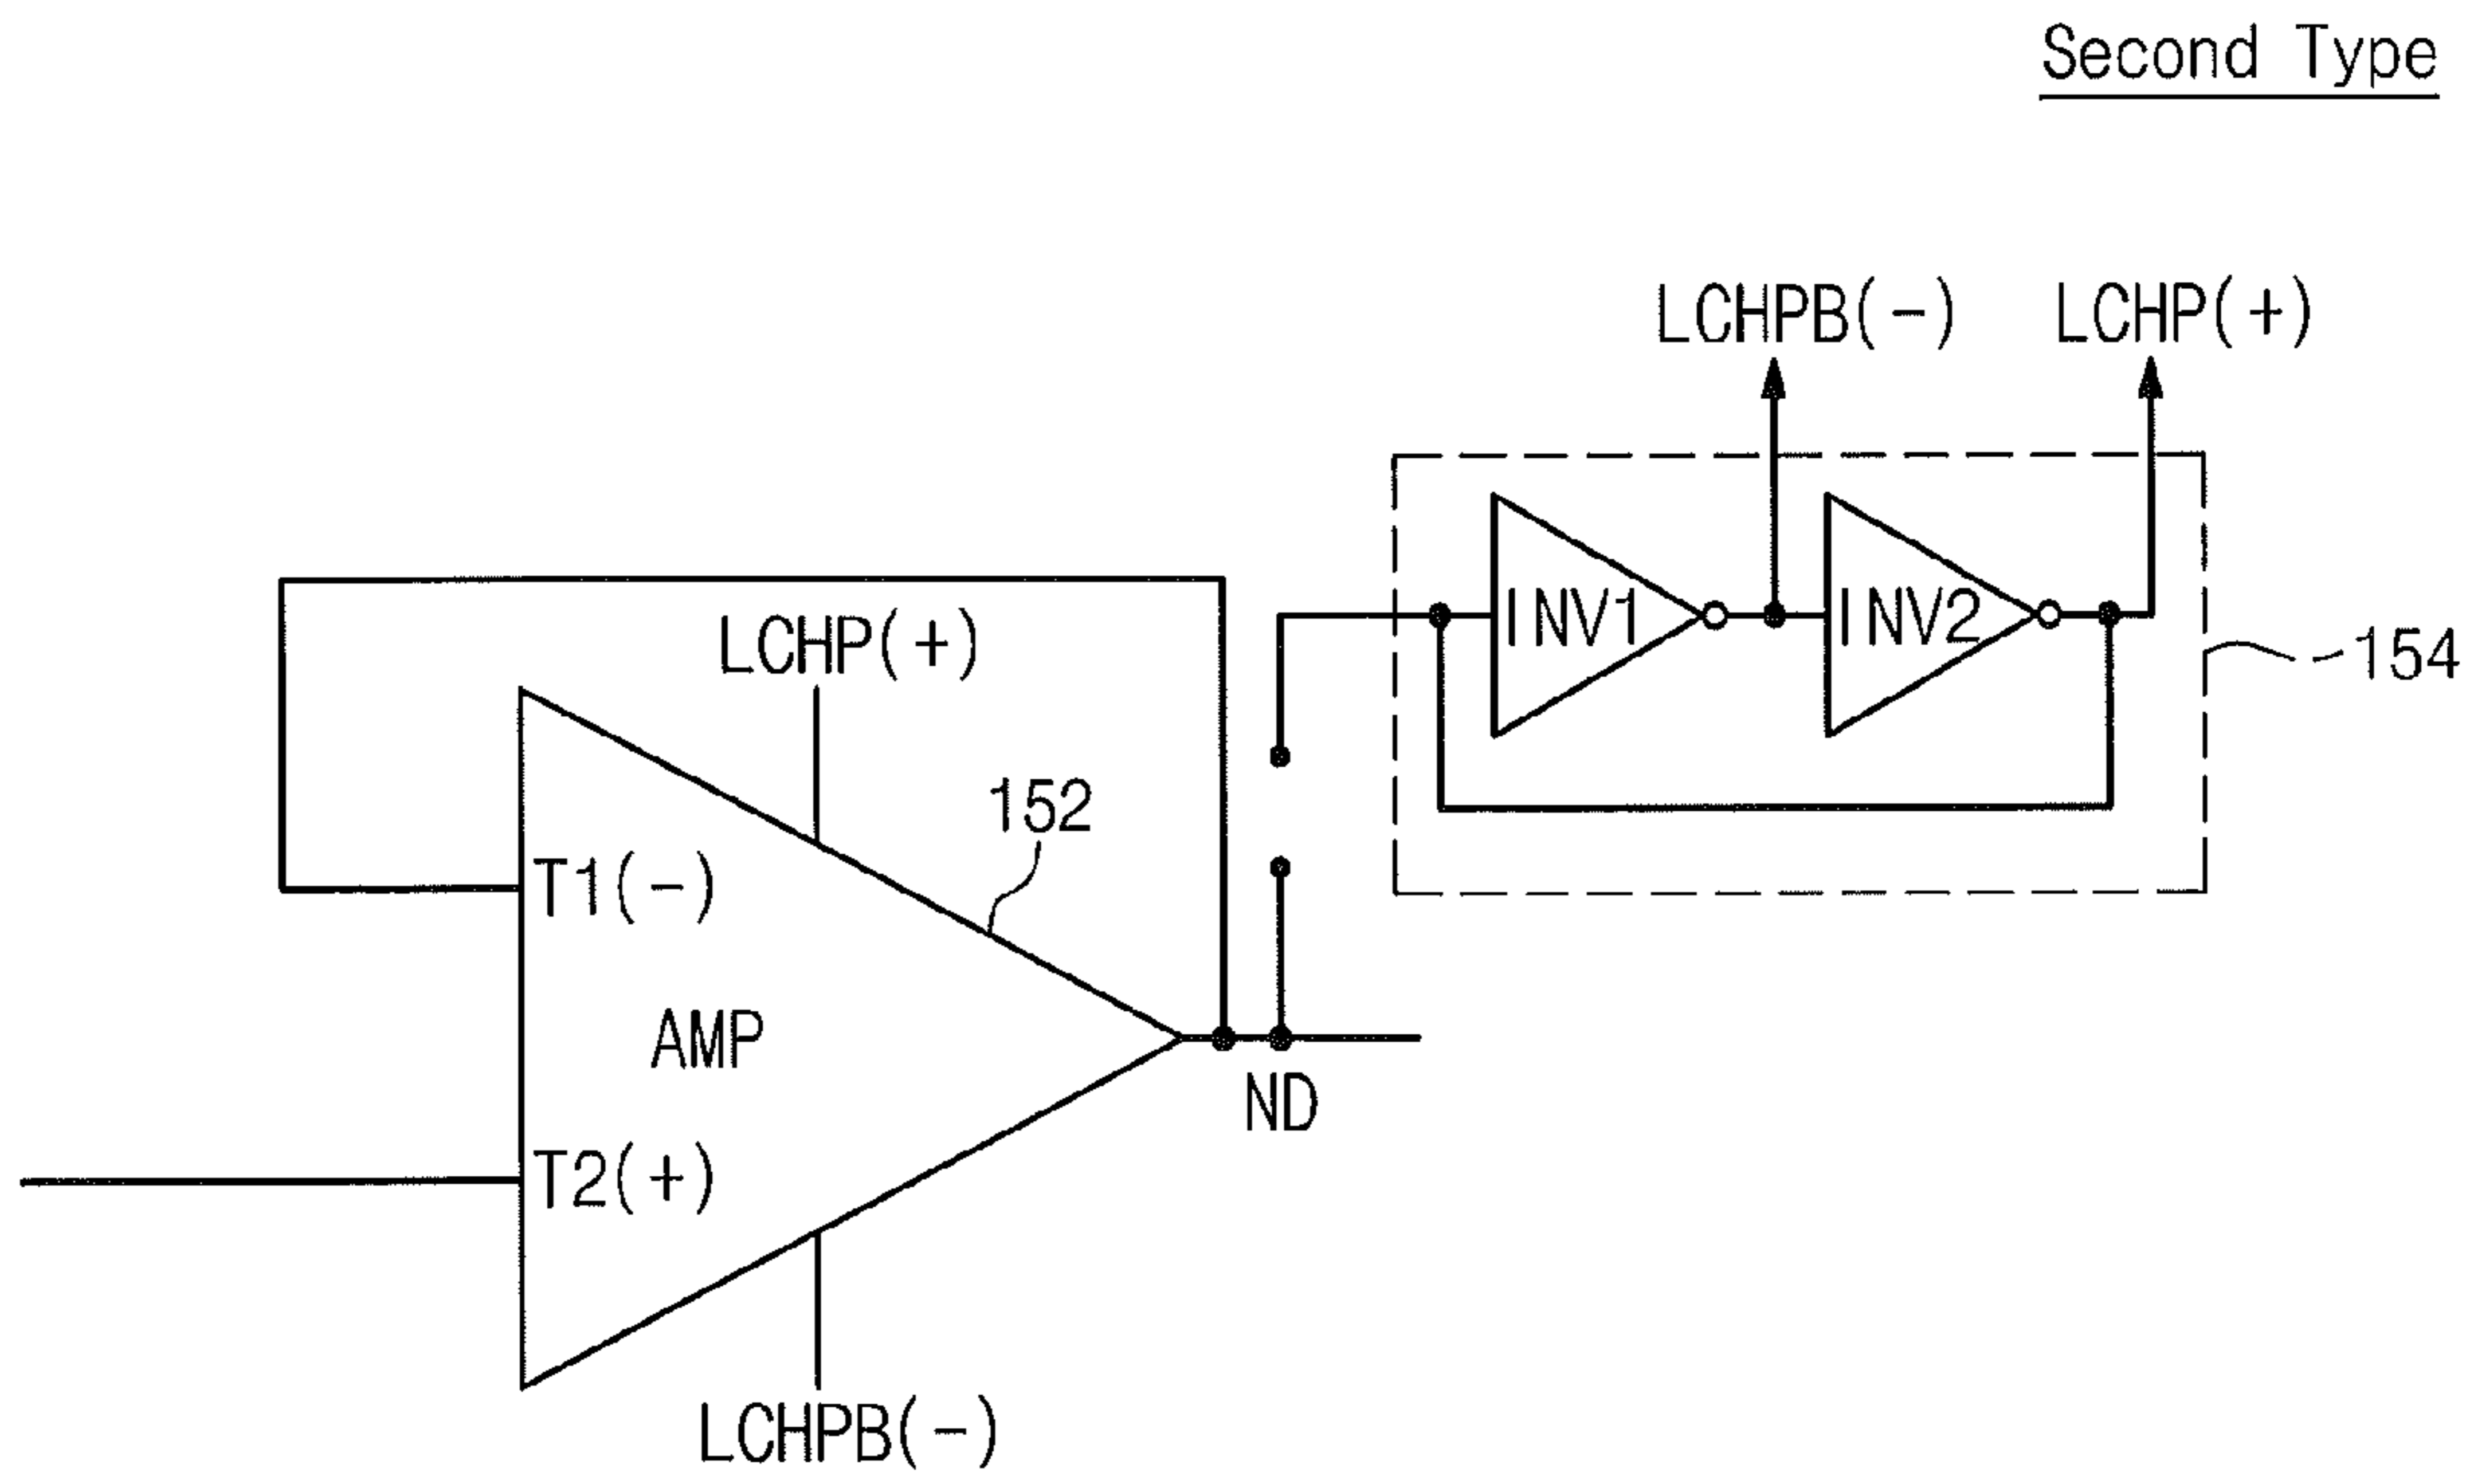 Second Type
LCHPB(-) LCHP(+)
LCHP(+)
INV1 INV2
154
152
T1(-)
AMP
ND
T2(+)
LCHPB(-)